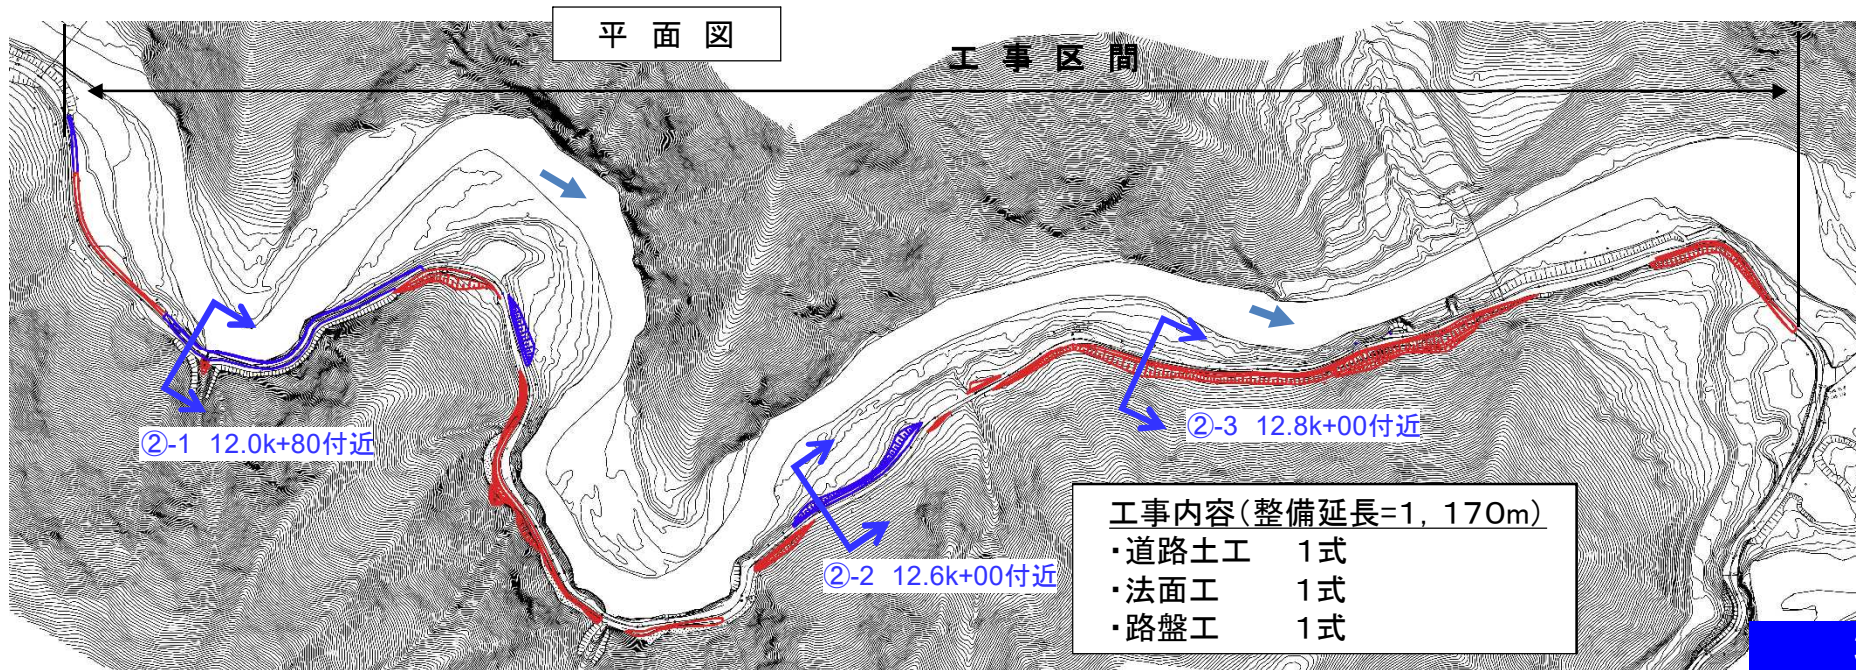 平 面 図
工 事 区 間
②-1 12.0k+80付近
②-2 12.6k+00付近
②-3 12.8k+00付近
工事内容(整備延長=1,170m)
・道路土工 1式
・法面工 1式
・路盤工 1式